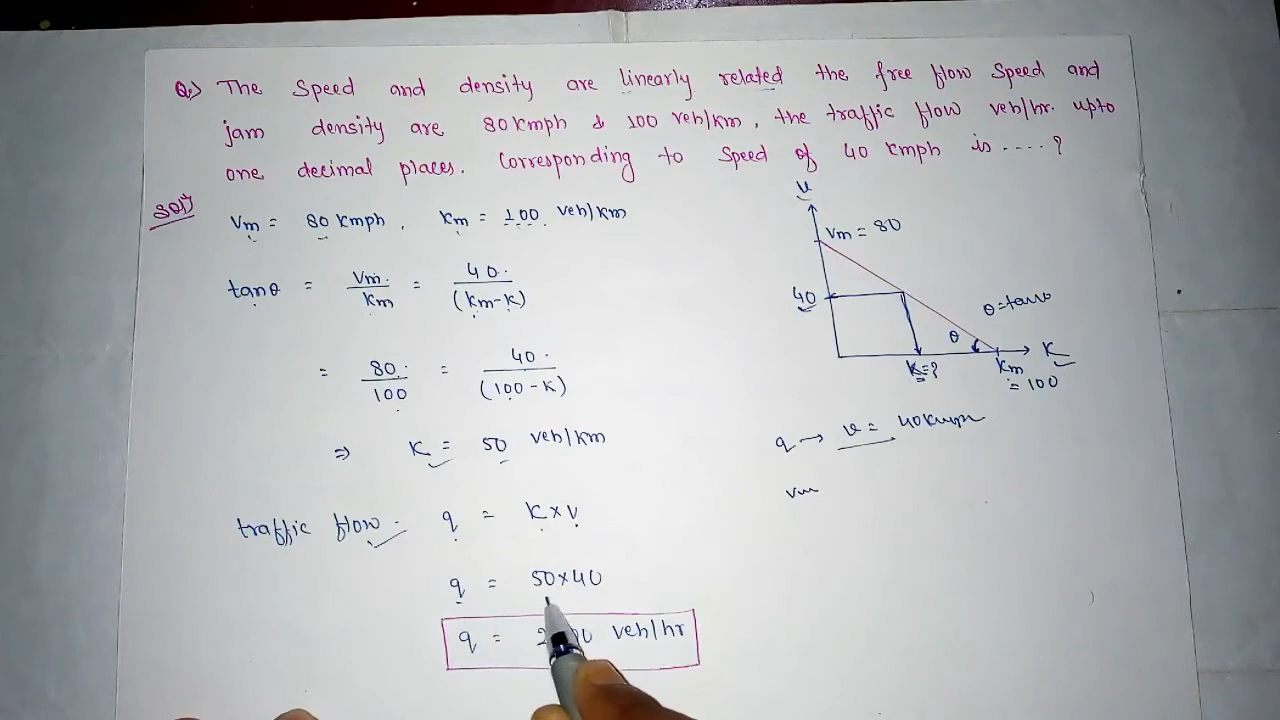 Q.) The Speed and density are linearly related the free flow Speed and
jam density are 80 Kmph & 100 veh/Km, the traffic flow veh/hr. upto
one decimal places. Corresponding to Speed of 40 Kmph is ....?
Sol)
Vm = 80 Kmph, Km = 100 veh/Km
tanθ = Vm/Km = 40/(Km-K)
= 80/100 = 40/(100-K)
⇒ K = 50 veh/Km
traffic flow - q = K×V
q = 50×40
q = veh/hr
v
Vm = 80
40
θ
K=?
Km
= 100
K
q → v = 40Kmph